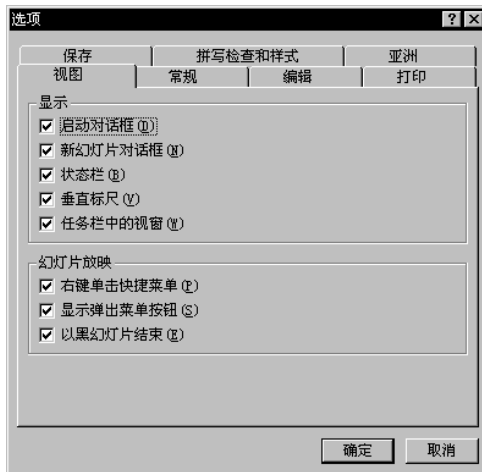 选项
保存 拼写检查和样式 亚洲
视图 常规 编辑 打印
显示
启动对话框(D)
新幻灯片对话框(N)
状态栏(B)
垂直标尺(V)
任务栏中的视窗(W)
幻灯片放映
右键单击快捷菜单(P)
显示弹出菜单按钮(S)
以黑幻灯片结束(E)
确定 取消